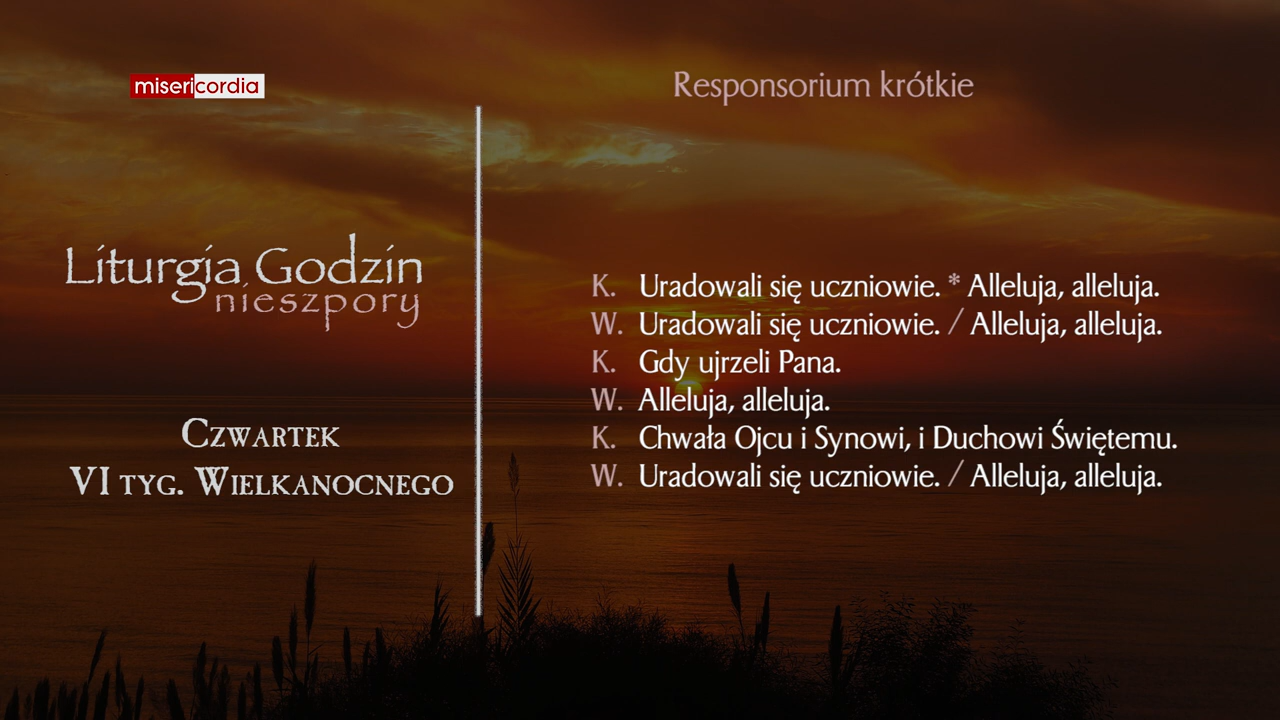 misericordia
Responsorium krótkie
Liturgia Godzin
nieszpory
Czwartek
VI tyg. Wielkanocnego
K. Uradowali się uczniowie. * Alleluja, alleluja.
W. Uradowali się uczniowie. / Alleluja, alleluja.
K. Gdy ujrzeli Pana.
W. Alleluja, alleluja.
K. Chwała Ojcu i Synowi, i Duchowi Świętemu.
W. Uradowali się uczniowie. / Alleluja, alleluja.